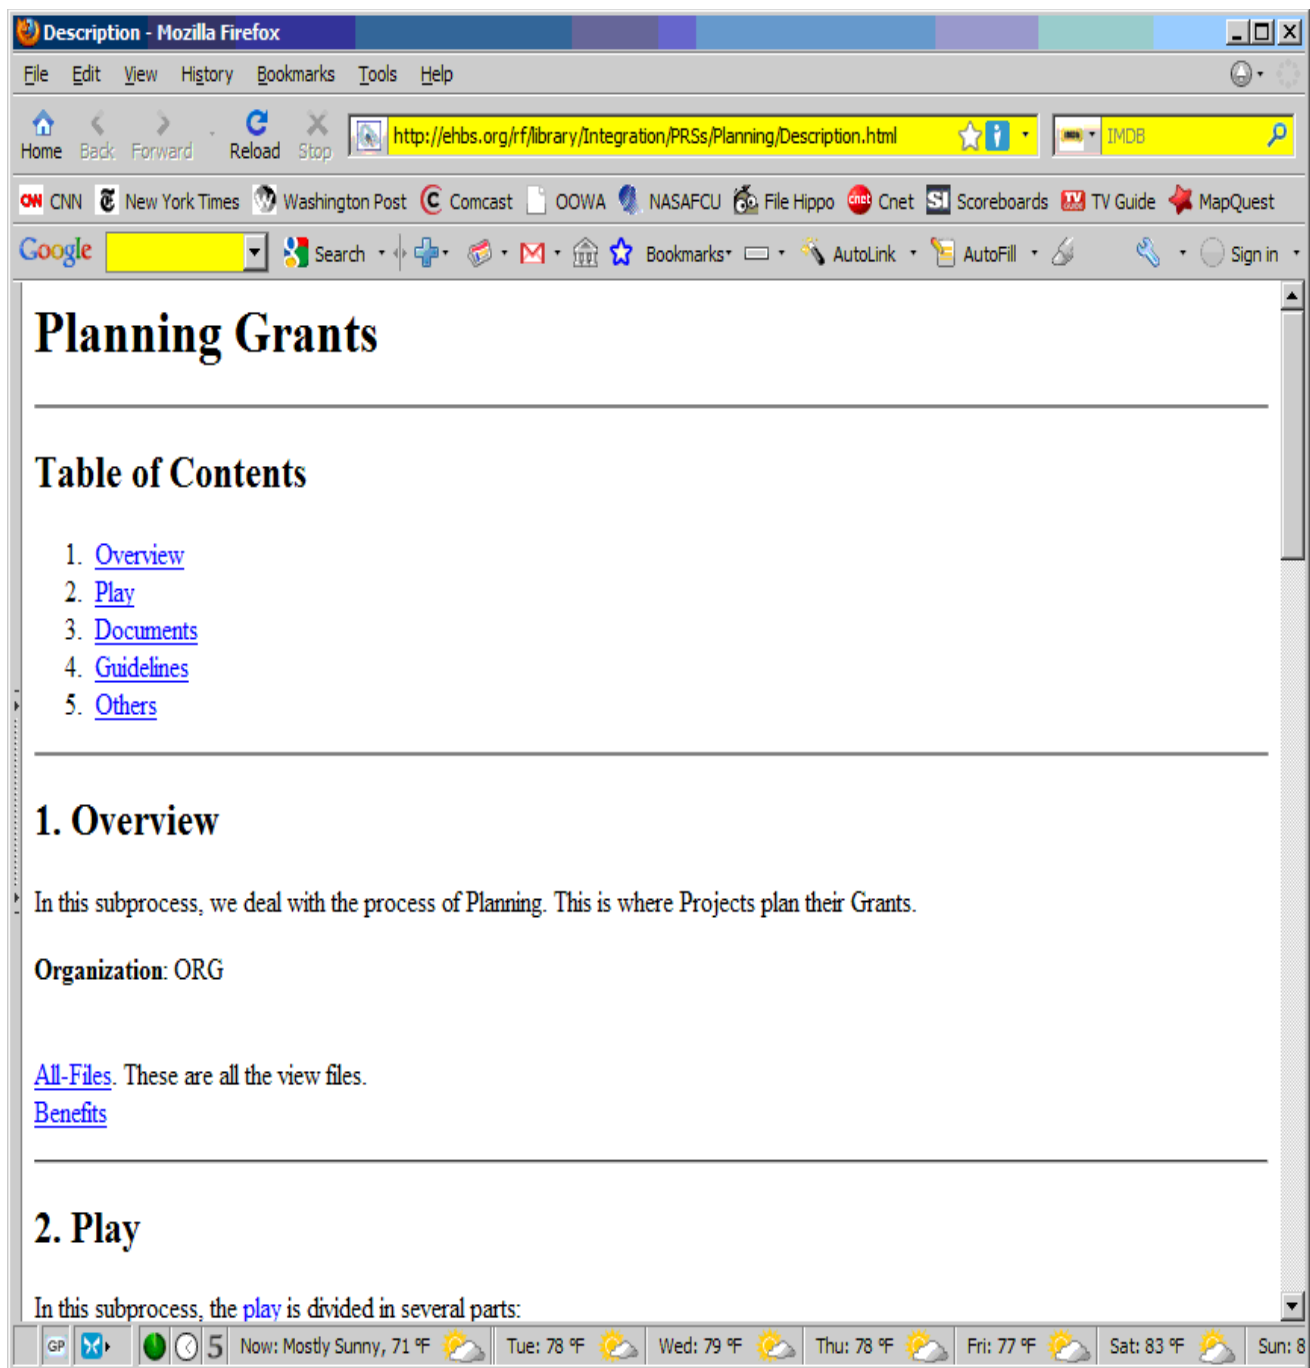 Description - Mozilla Firefox
File Edit View History Bookmarks Tools Help
Home Back Forward Reload Stop http://ehbs.org/rf/library/Integration/PRSs/Planning/Description.html IMDB
CNN New York Times Washington Post Comcast OOWA NASAFCU File Hippo cnet Cnet SI Scoreboards TV Guide MapQuest
Google Search Bookmarks AutoLink AutoFill Sign in
Planning Grants
Table of Contents
1. Overview
2. Play
3. Documents
4. Guidelines
5. Others
1. Overview
In this subprocess, we deal with the process of Planning. This is where Projects plan their Grants.
Organization: ORG
All-Files. These are all the view files.
Benefits
2. Play
In this subprocess, the play is divided in several parts:
GP 5 Now: Mostly Sunny, 71 °F Tue: 78 °F Wed: 79 °F Thu: 78 °F Fri: 77 °F Sat: 83 °F Sun: 8